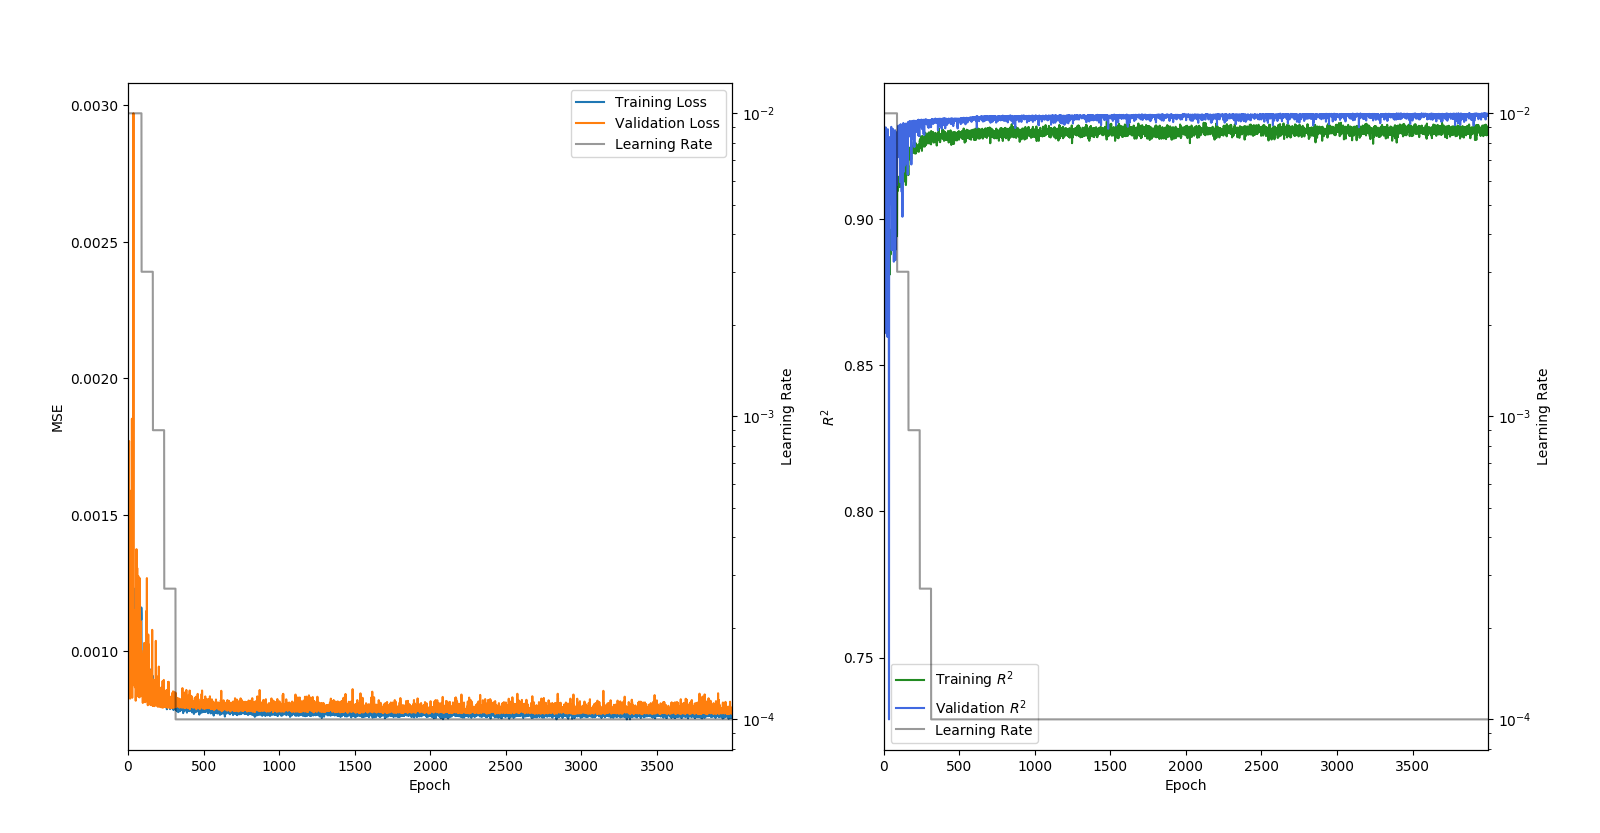 0.0030
0.0025
0.0020
0.0015
0.0010
MSE
0 500 1000 1500 2000 2500 3000 3500
Epoch
Training Loss
Validation Loss
Learning Rate
10⁻²
10⁻³
10⁻⁴
Learning Rate
0.90
0.85
0.80
0.75
R²
0 500 1000 1500 2000 2500 3000 3500
Epoch
Training R²
Validation R²
Learning Rate
10⁻²
10⁻³
10⁻⁴
Learning Rate